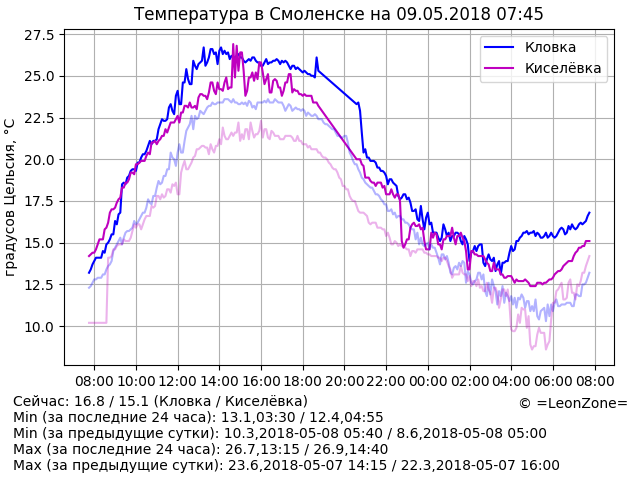 Температура в Смоленске на 09.05.2018 07:45
Кловка
Киселёвка
градусов Цельсия, °C
27.5
25.0
22.5
20.0
17.5
15.0
12.5
10.0
08:00 10:00 12:00 14:00 16:00 18:00 20:00 22:00 00:00 02:00 04:00 06:00 08:00
Сейчас: 16.8 / 15.1 (Кловка / Киселёвка)
© =LeonZone=
Min (за последние 24 часа): 13.1,03:30 / 12.4,04:55
Min (за предыдущие сутки): 10.3,2018-05-08 05:40 / 8.6,2018-05-08 05:00
Max (за последние 24 часа): 26.7,13:15 / 26.9,14:40
Max (за предыдущие сутки): 23.6,2018-05-07 14:15 / 22.3,2018-05-07 16:00